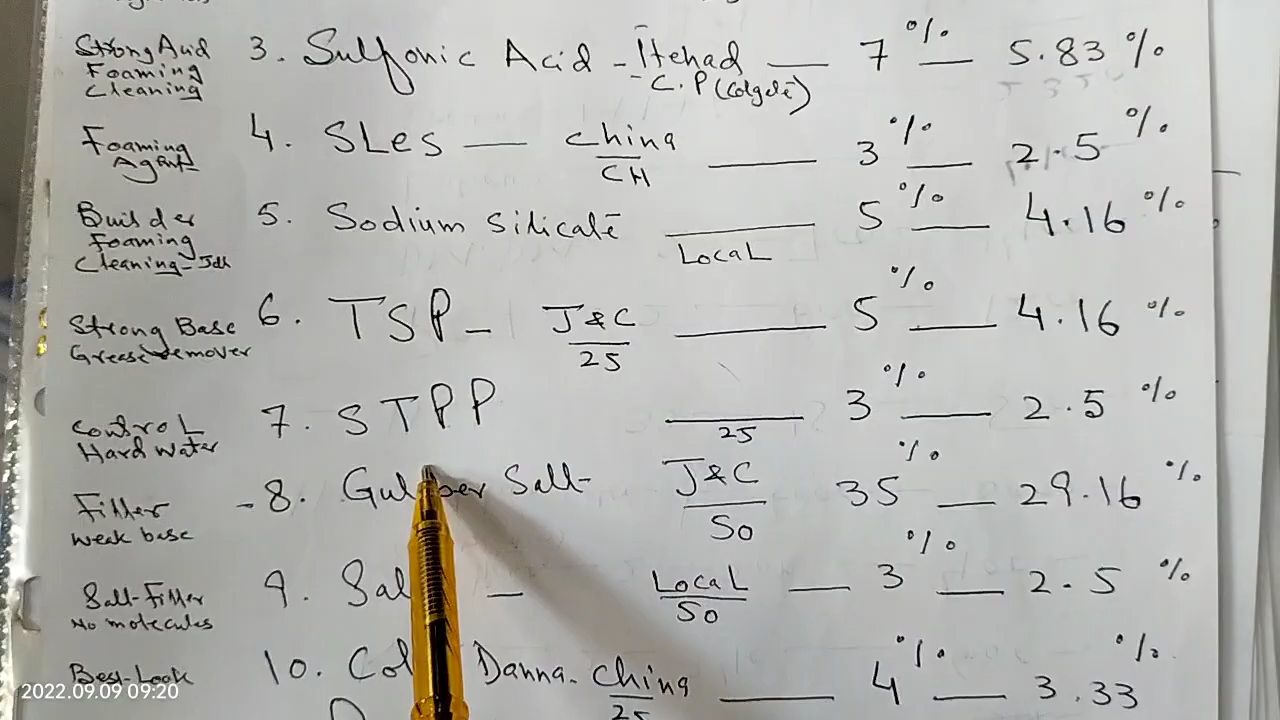 Strong Acid 3. Sulfonic Acid - Itehad — 7% — 5.83%
Foaming - C.P (Colgate)
Cleaning
Foaming 4. SLes — China — 3% — 2.5%
Agent CH
Builder 5. Sodium Silicate — 5% — 4.16%
Foaming Local
Cleaning - Jdh
Strong Base 6. TSP - J&C — 5% — 4.16%
Grease remover 25
Control 7. STPP — 3% — 2.5%
Hard Water 25
Filler - 8. Salt- J&C 35% — 29.16%
Weak base 50
Salt-Filler 9. — Local — 3% — 2.5%
No molecules 50
Best-Look 10. Danna. China — 4% — 3.33%
2022.09.09 09:20 25